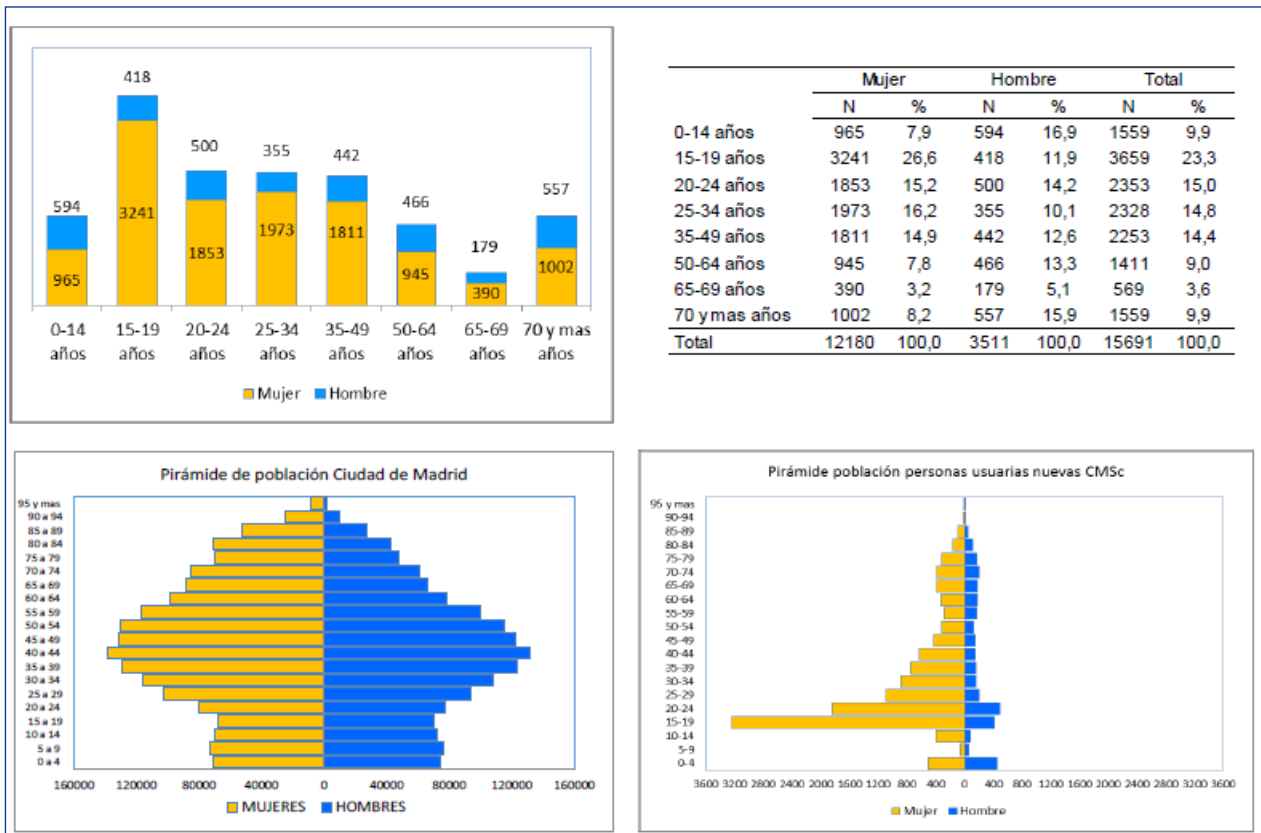 418
500
355
442
594
466
557
179
3241
1853
1973
1811
965
945
390
1002
0-14 años
15-19 años
20-24 años
25-34 años
35-49 años
50-64 años
65-69 años
70 y mas años
Mujer Hombre
Mujer Hombre Total
N % N % N %
0-14 años 965 7,9 594 16,9 1559 9,9
15-19 años 3241 26,6 418 11,9 3659 23,3
20-24 años 1853 15,2 500 14,2 2353 15,0
25-34 años 1973 16,2 355 10,1 2328 14,8
35-49 años 1811 14,9 442 12,6 2253 14,4
50-64 años 945 7,8 466 13,3 1411 9,0
65-69 años 390 3,2 179 5,1 569 3,6
70 y mas años 1002 8,2 557 15,9 1559 9,9
Total 12180 100,0 3511 100,0 15691 100,0
Pirámide de población Ciudad de Madrid
95 y mas
90 a 94
85 a 89
80 a 84
75 a 79
70 a 74
65 a 69
60 a 64
55 a 59
50 a 54
45 a 49
40 a 44
35 a 39
30 a 34
25 a 29
20 a 24
15 a 19
10 a 14
5 a 9
0 a 4
160000 120000 80000 40000 0 40000 80000 120000 160000
MUJERES HOMBRES
Pirámide población personas usuarias nuevas CMSc
95 y mas
90-94
85-89
80-84
75-79
70-74
65-69
60-64
55-59
50-54
45-49
40-44
35-39
30-34
25-29
20-24
15-19
10-14
5-9
0-4
3600 3200 2800 2400 2000 1600 1200 800 400 0 400 800 1200 1600 2000 2400 2800 3200 3600
Mujer Hombre